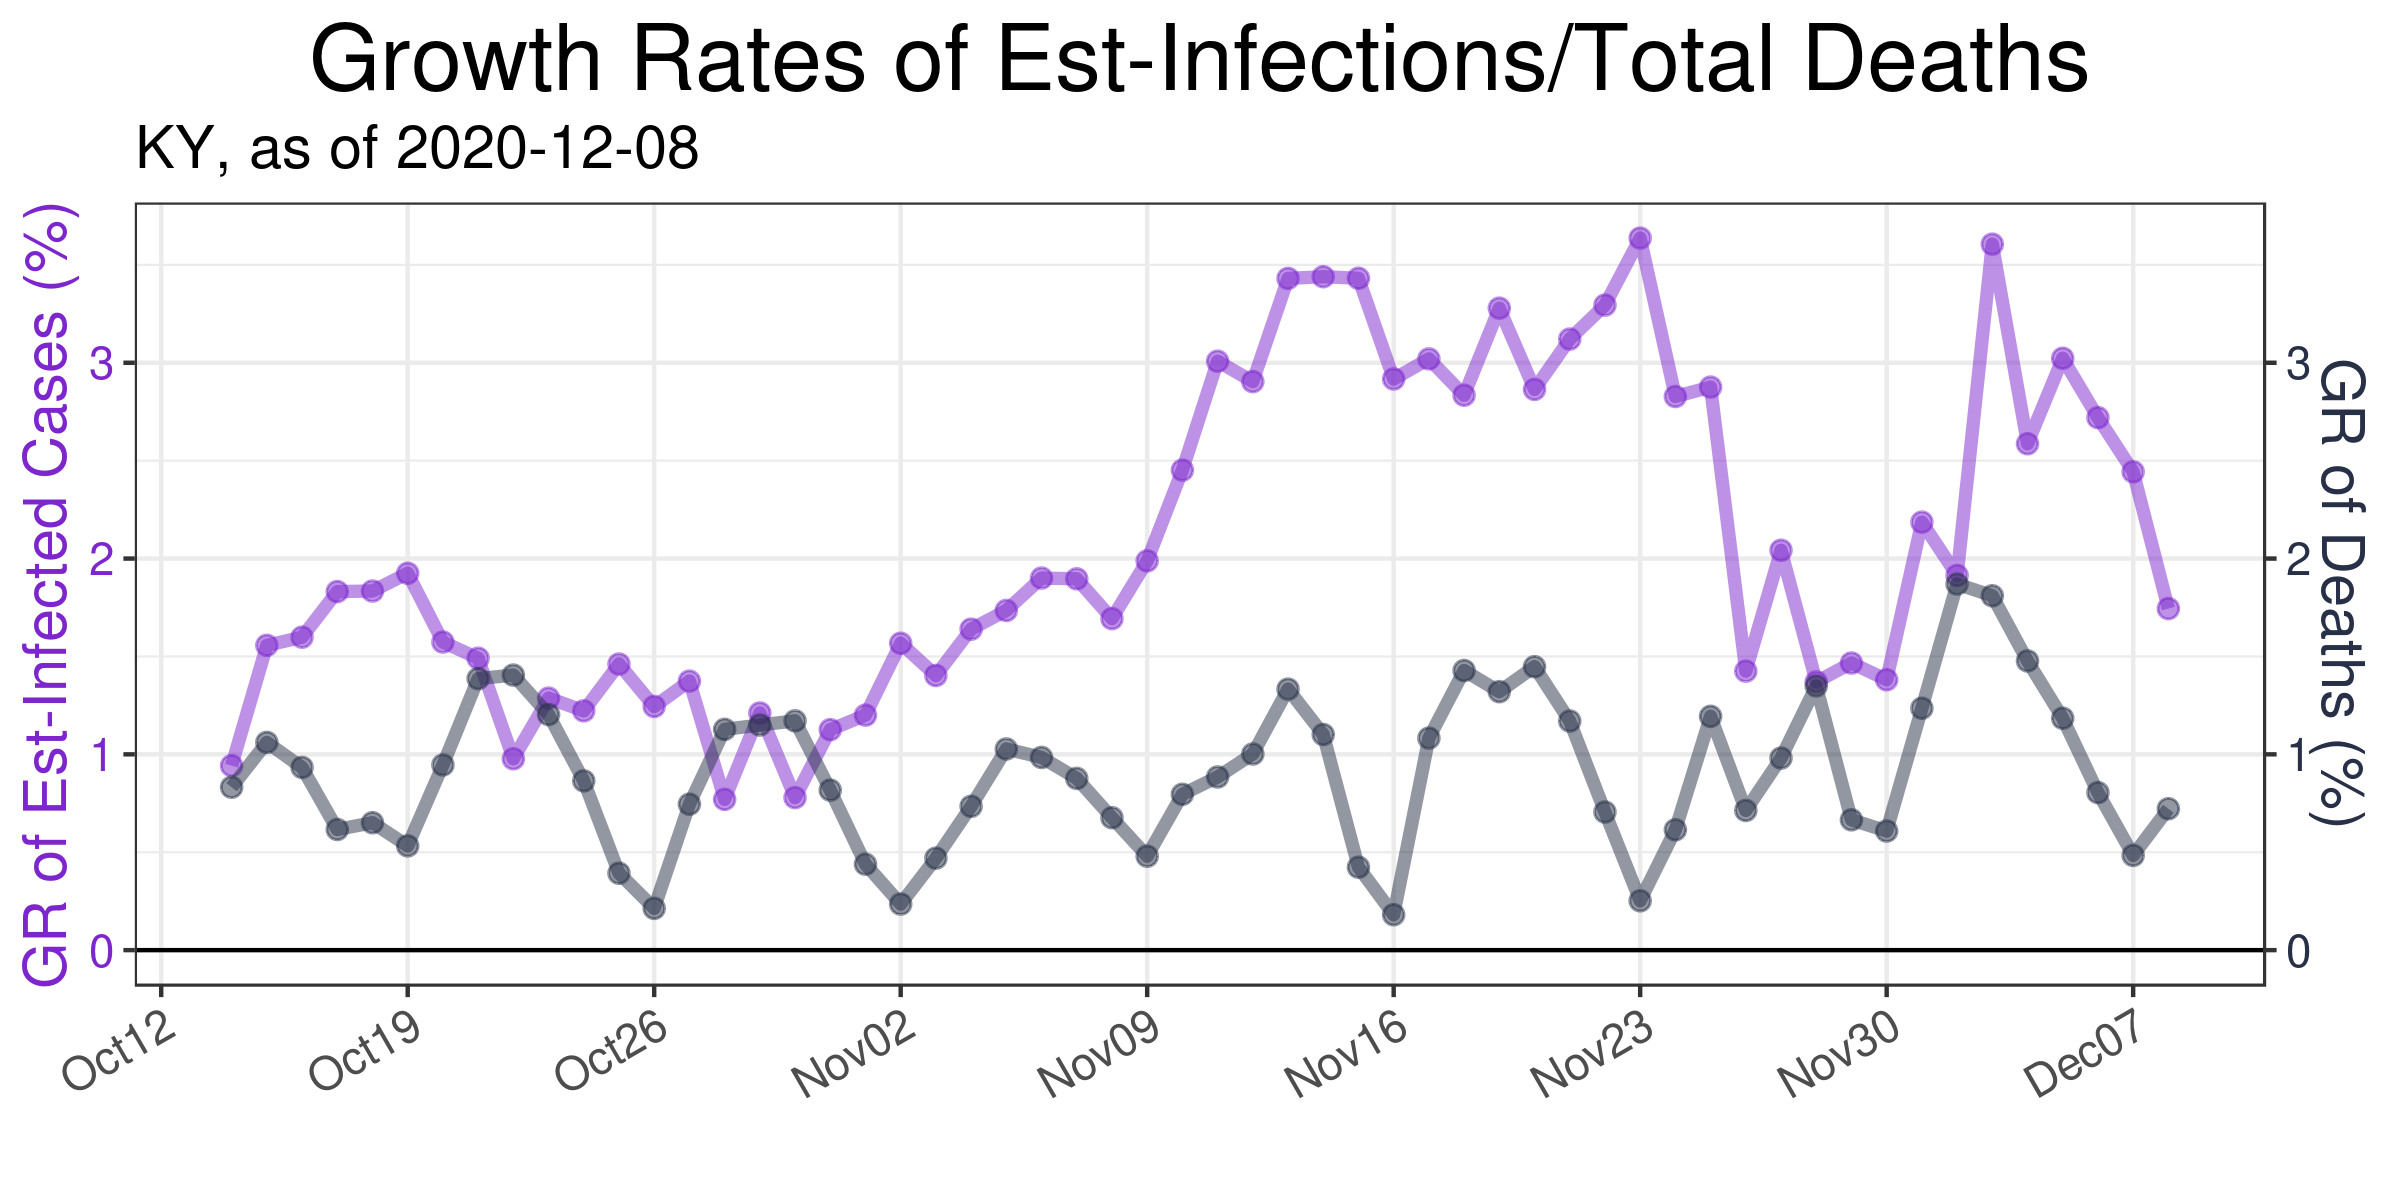 Growth Rates of Est-Infections/Total Deaths
KY, as of 2020-12-08
GR of Est-Infected Cases (%)
3
2
1
0
3
2
1
0
GR of Deaths (%)
Oct12
Oct19
Oct26
Nov02
Nov09
Nov16
Nov23
Nov30
Dec07